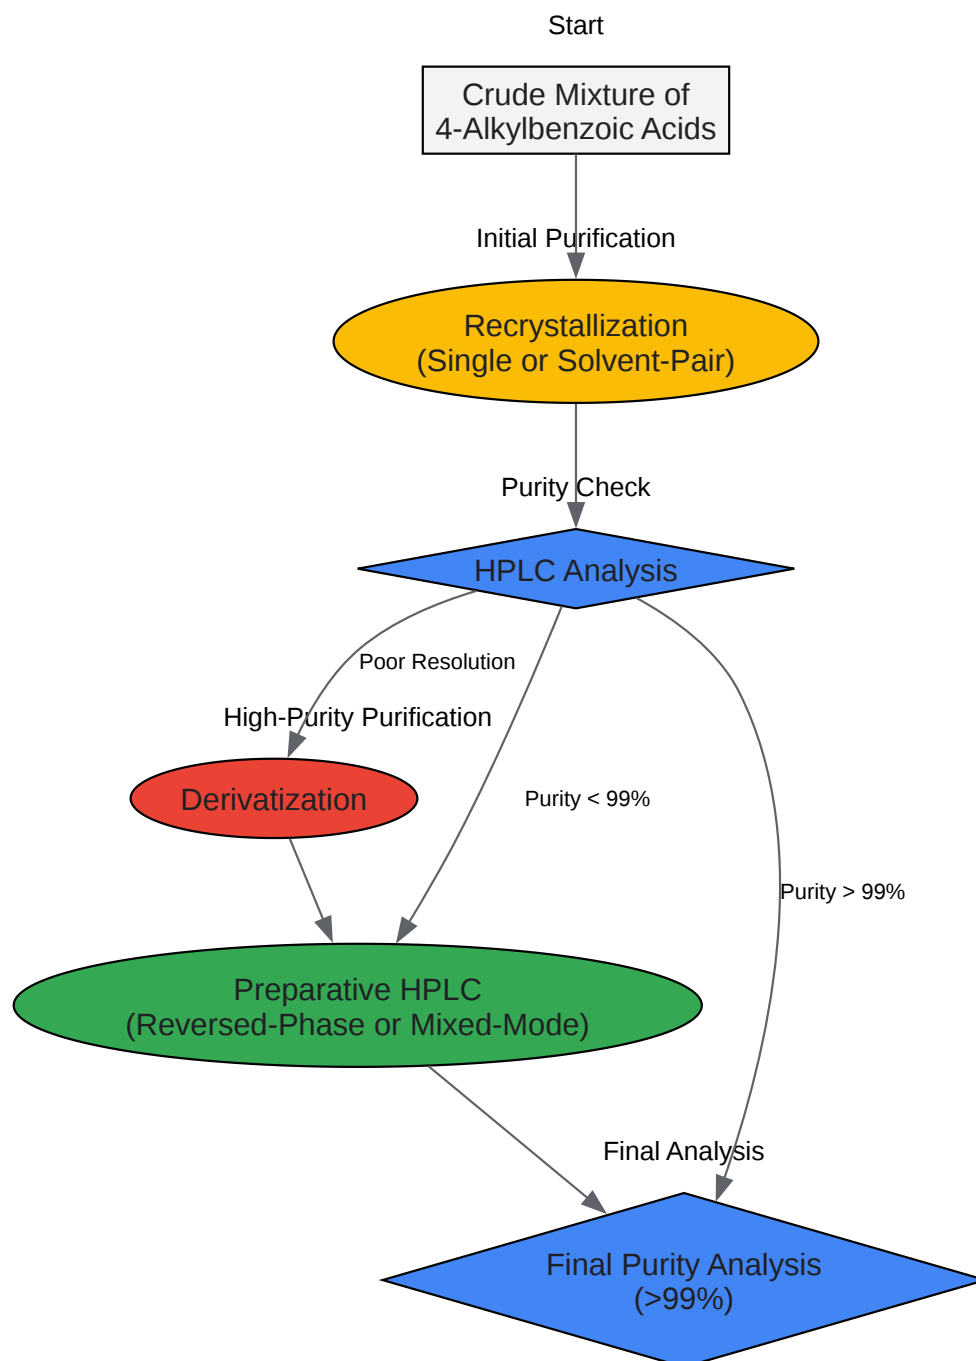 Start
Crude Mixture of
4-Alkylbenzoic Acids
Initial Purification
Recrystallization
(Single or Solvent-Pair)
Purity Check
HPLC Analysis
Poor Resolution
High-Purity Purification
Derivatization
Purity < 99%
Purity > 99%
Preparative HPLC
(Reversed-Phase or Mixed-Mode)
Final Analysis
Final Purity Analysis
(>99%)